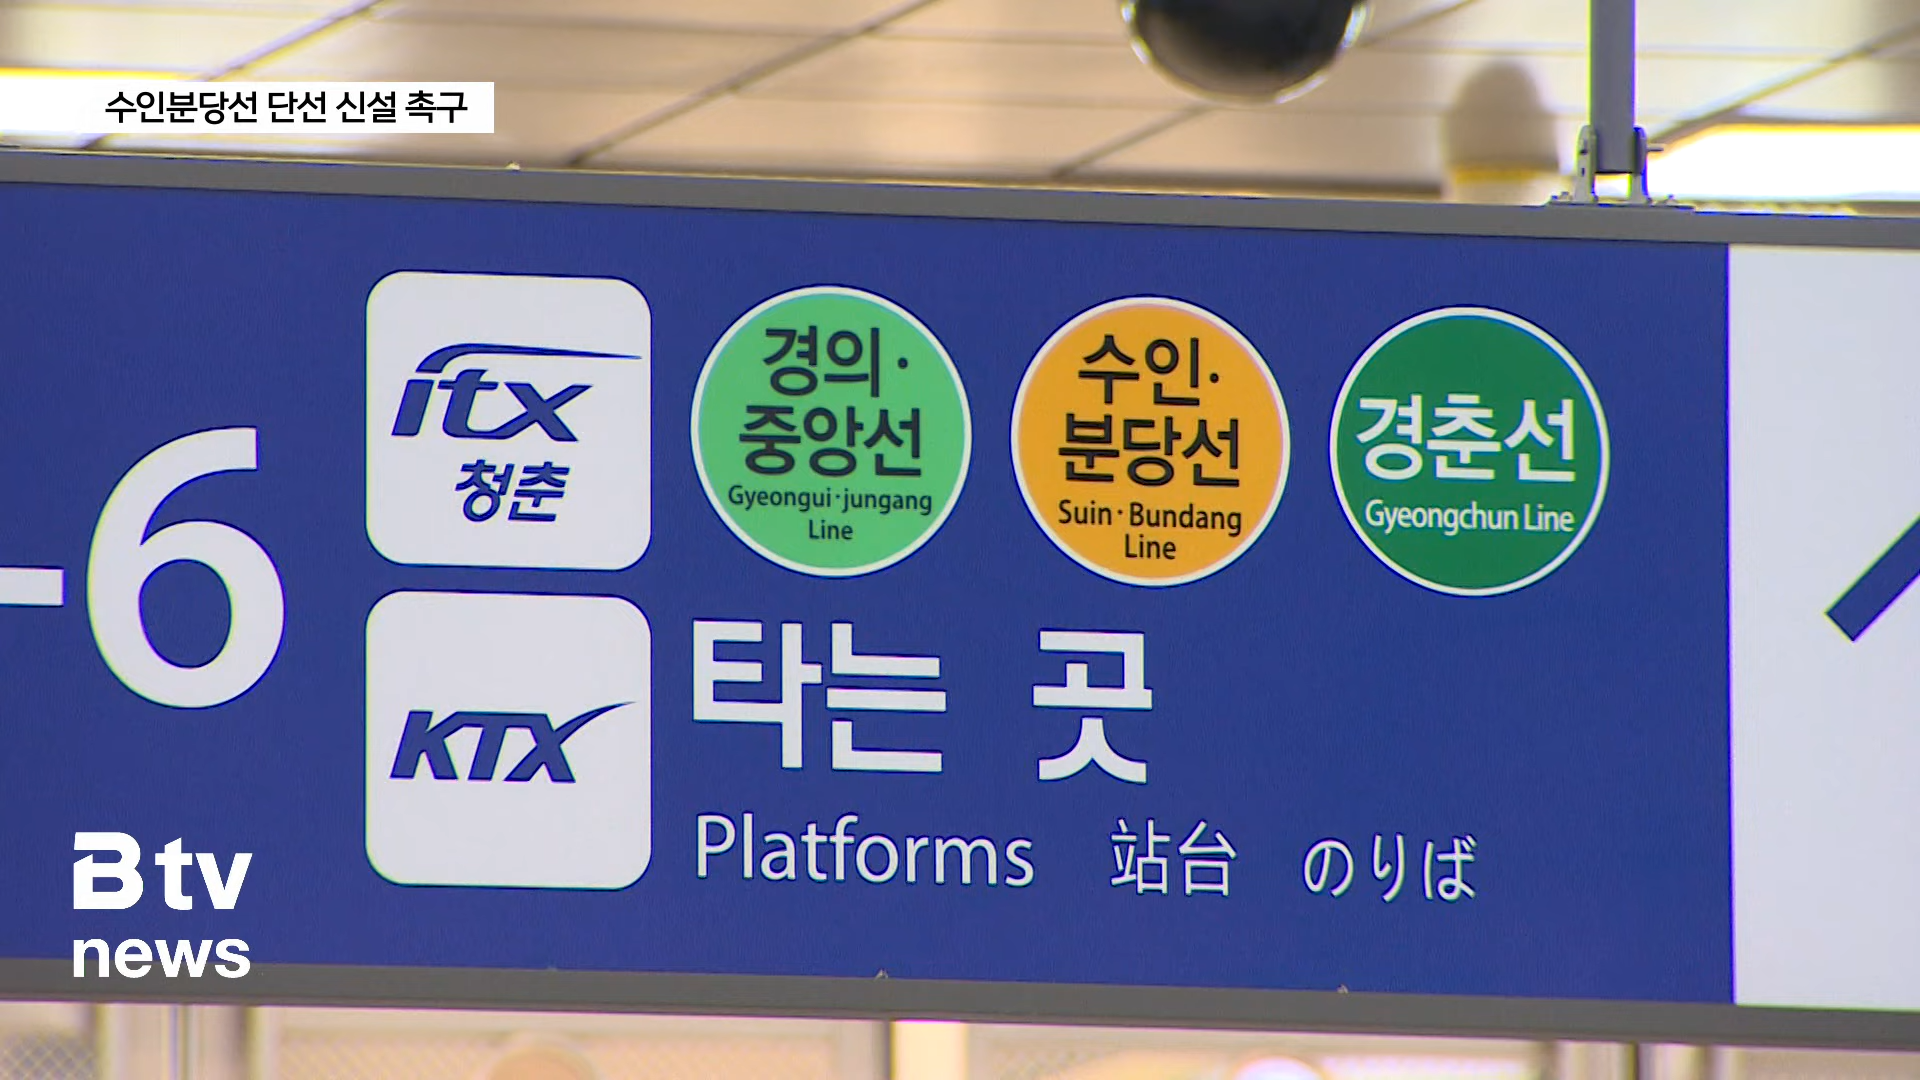 수인분당선 단선 신설 촉구
-6
itx
청춘
경의·
중앙선
Gyeongui·jungang
Line
수인·
분당선
Suin·Bundang
Line
경춘선
Gyeongchun Line
KTX
타는 곳
Platforms 站台 のりば
B tv
news